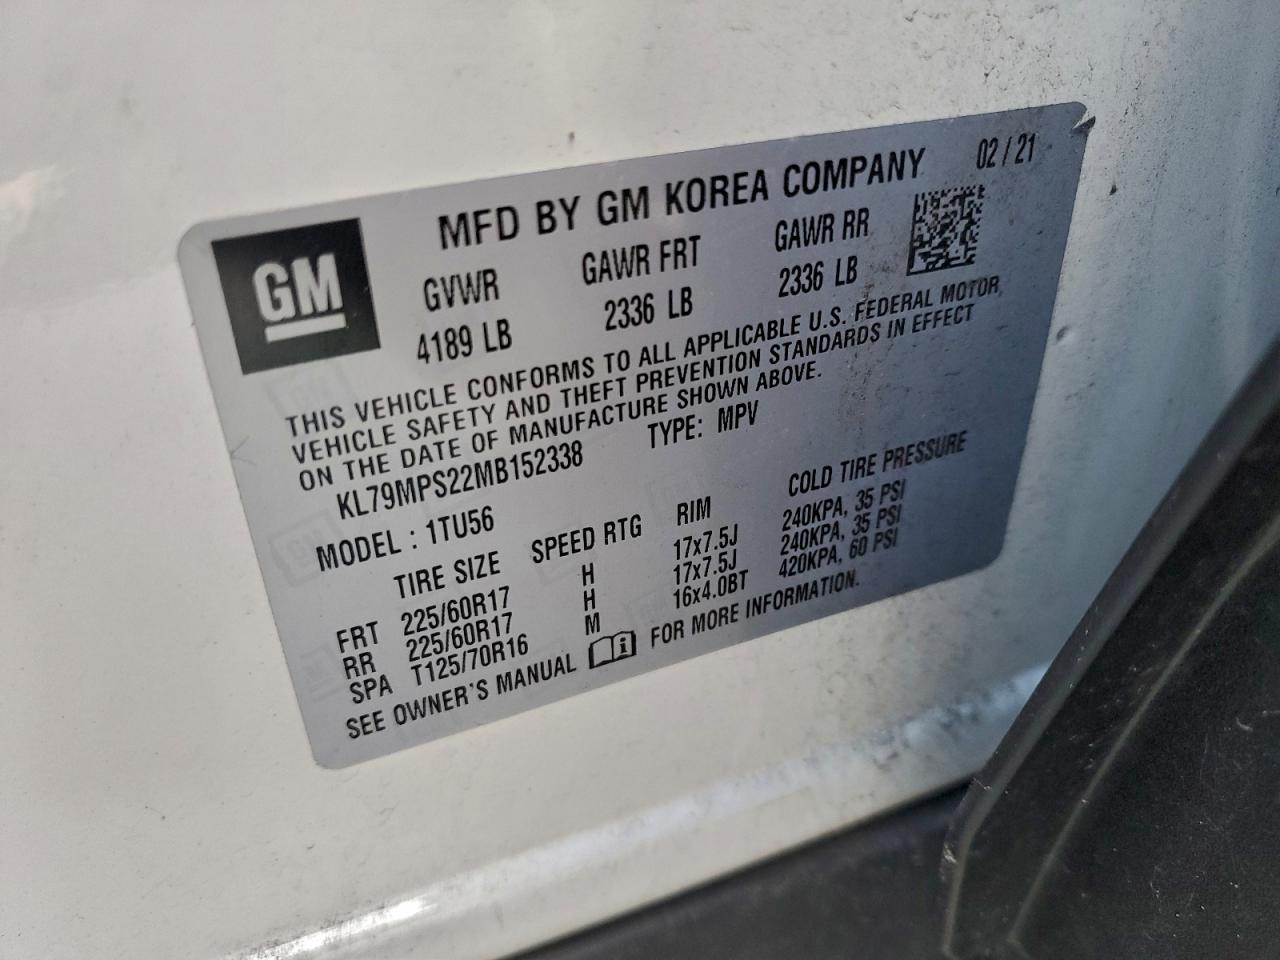 MFD BY GM KOREA COMPANY 02 / 21
GM
GVWR GAWR FRT GAWR RR
4189 LB 2336 LB 2336 LB
THIS VEHICLE CONFORMS TO ALL APPLICABLE U.S. FEDERAL MOTOR
VEHICLE SAFETY AND THEFT PREVENTION STANDARDS IN EFFECT
ON THE DATE OF MANUFACTURE SHOWN ABOVE.
KL79MPS22MB152338 TYPE: MPV
MODEL : 1TU56
TIRE SIZE SPEED RTG RIM COLD TIRE PRESSURE
FRT 225/60R17 H 17x7.5J 240KPA, 35 PSI
RR 225/60R17 H 17x7.5J 240KPA, 35 PSI
SPA T125/70R16 M 16x4.0BT 420KPA, 60 PSI
SEE OWNER'S MANUAL FOR MORE INFORMATION.